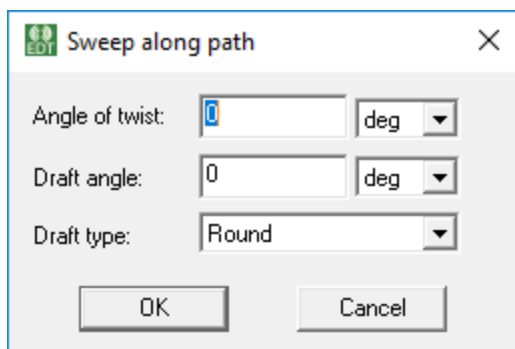 EDT Sweep along path
Angle of twist: 0 deg
Draft angle: 0 deg
Draft type: Round
OK Cancel